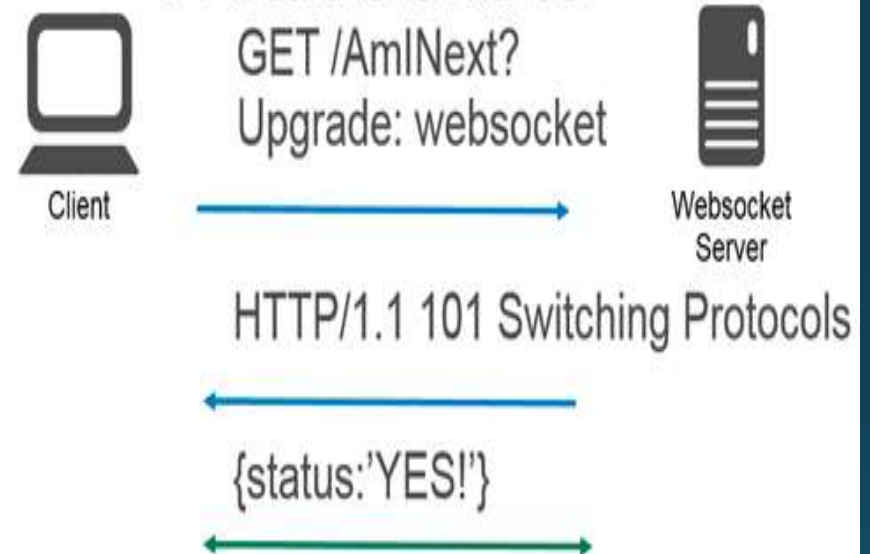 GET /AmINext?
Upgrade: websocket
Client
Websocket
Server
HTTP/1.1 101 Switching Protocols
{status:’YES!’}